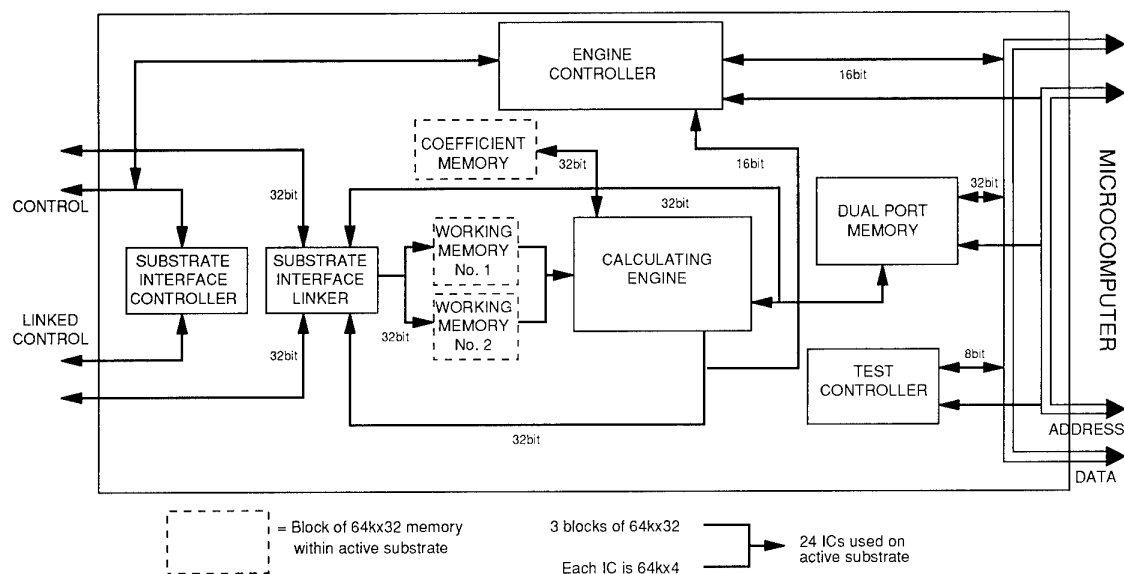 ENGINE
CONTROLLER
16bit
COEFFICIENT
MEMORY
32bit
16bit
MICROCOMPUTER
CONTROL
32bit
32bit
DUAL PORT
MEMORY
32bit
SUBSTRATE
INTERFACE
CONTROLLER
SUBSTRATE
INTERFACE
LINKER
WORKING
MEMORY
No. 1
CALCULATING
ENGINE
WORKING
MEMORY
No. 2
32bit
LINKED
CONTROL
32bit
TEST
CONTROLLER
8bit
32bit
ADDRESS
DATA
= Block of 64kx32 memory
within active substrate
3 blocks of 64kx32
Each IC is 64kx4
24 ICs used on
active substrate